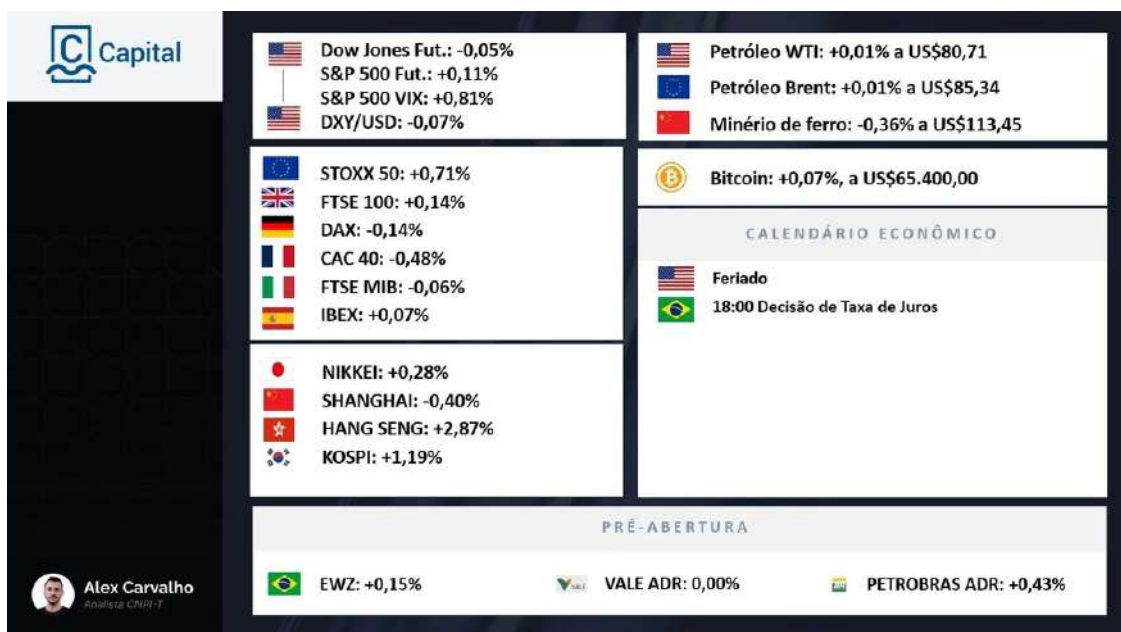 C Capital
Dow Jones Fut.: -0,05%
S&P 500 Fut.: +0,11%
S&P 500 VIX: +0,81%
DXY/USD: -0,07%
STOXX 50: +0,71%
FTSE 100: +0,14%
DAX: -0,14%
CAC 40: -0,48%
FTSE MIB: -0,06%
IBEX: +0,07%
NIKKEI: +0,28%
SHANGHAI: -0,40%
HANG SENG: +2,87%
KOSPI: +1,19%
Petróleo WTI: +0,01% a US$80,71
Petróleo Brent: +0,01% a US$85,34
Minério de ferro: -0,36% a US$113,45
Bitcoin: +0,07%, a US$65.400,00
CALENDÁRIO ECONÔMICO
Feriado
18:00 Decisão de Taxa de Juros
PRÉ-ABERTURA
EWZ: +0,15%
VALE ADR: 0,00%
PETROBRAS ADR: +0,43%
Alex Carvalho
Analista CNPI-T